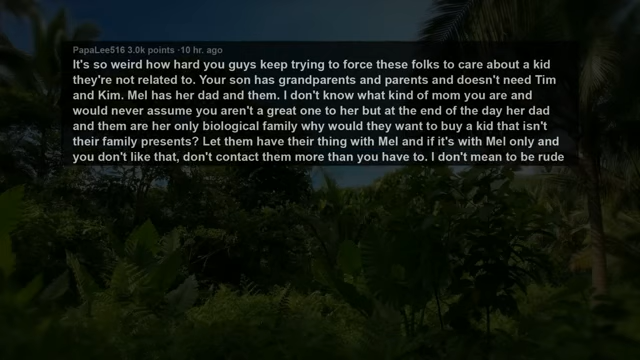 PapaLee516 3.0k points ·10 hr. ago
It's so weird how hard you guys keep trying to force these folks to care about a kid
they're not related to. Your son has grandparents and parents and doesn't need Tim
and Kim. Mel has her dad and them. I don't know what kind of mom you are and
would never assume you aren't a great one to her but at the end of the day her dad
and them are her only biological family why would they want to buy a kid that isn't
their family presents? Let them have their thing with Mel and if it's with Mel only and
you don't like that, don't contact them more than you have to. I don't mean to be rude